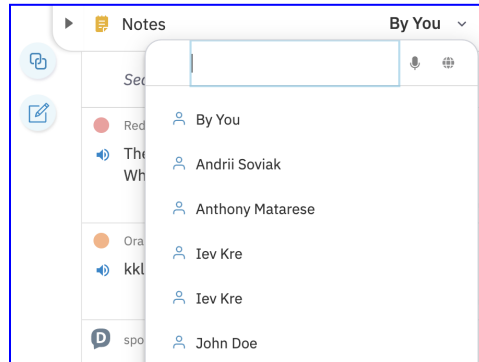 Notes
By You
Sea
By You
Red
The
Andrii Soviak
Wh
Anthony Matarese
Ora
Iev Kre
kkl
Iev Kre
D
spo
John Doe